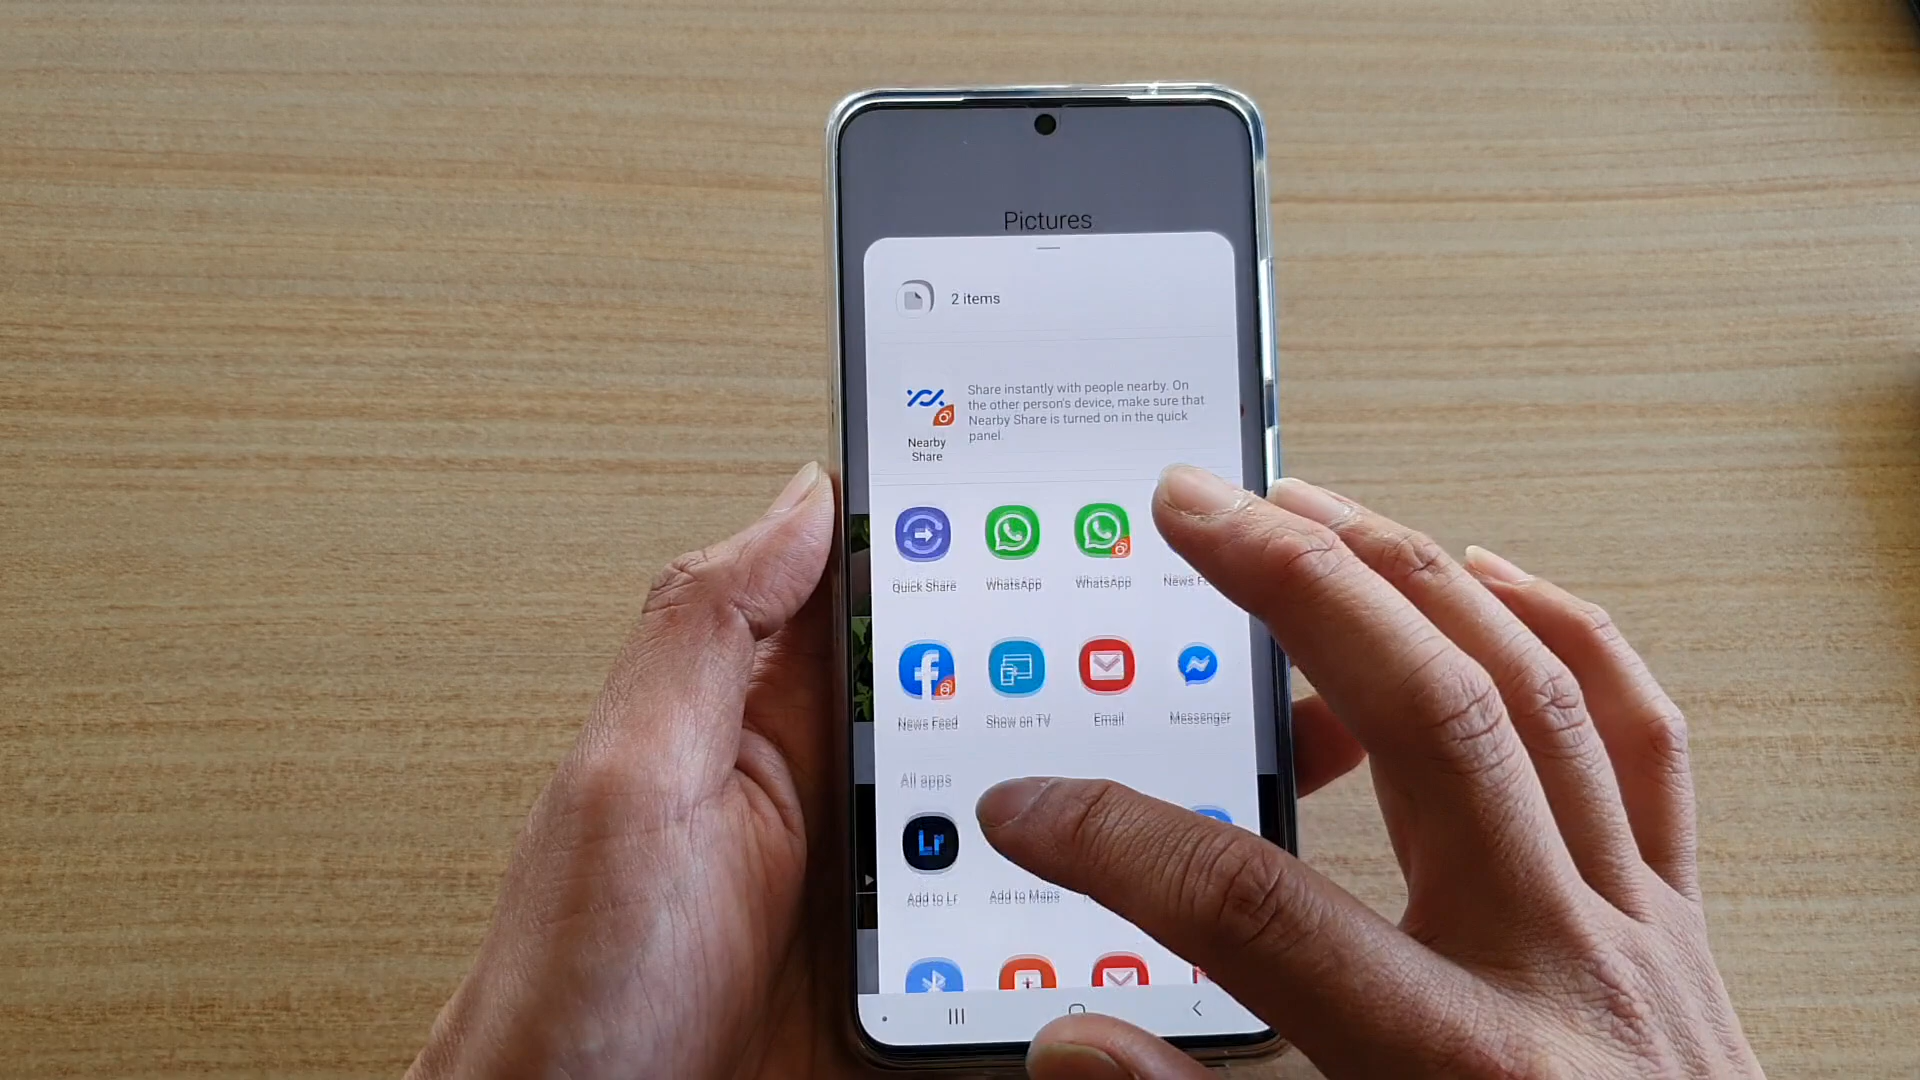 Pictures
2 items
Share instantly with people nearby. On
the other person's device, make sure that
Nearby Share is turned on in the quick
panel.
Nearby
Share
Quick Share WhatsApp WhatsApp News
News Feed Show on TV Email Messenger
All apps
Lr
Add to Lr Add to Maps